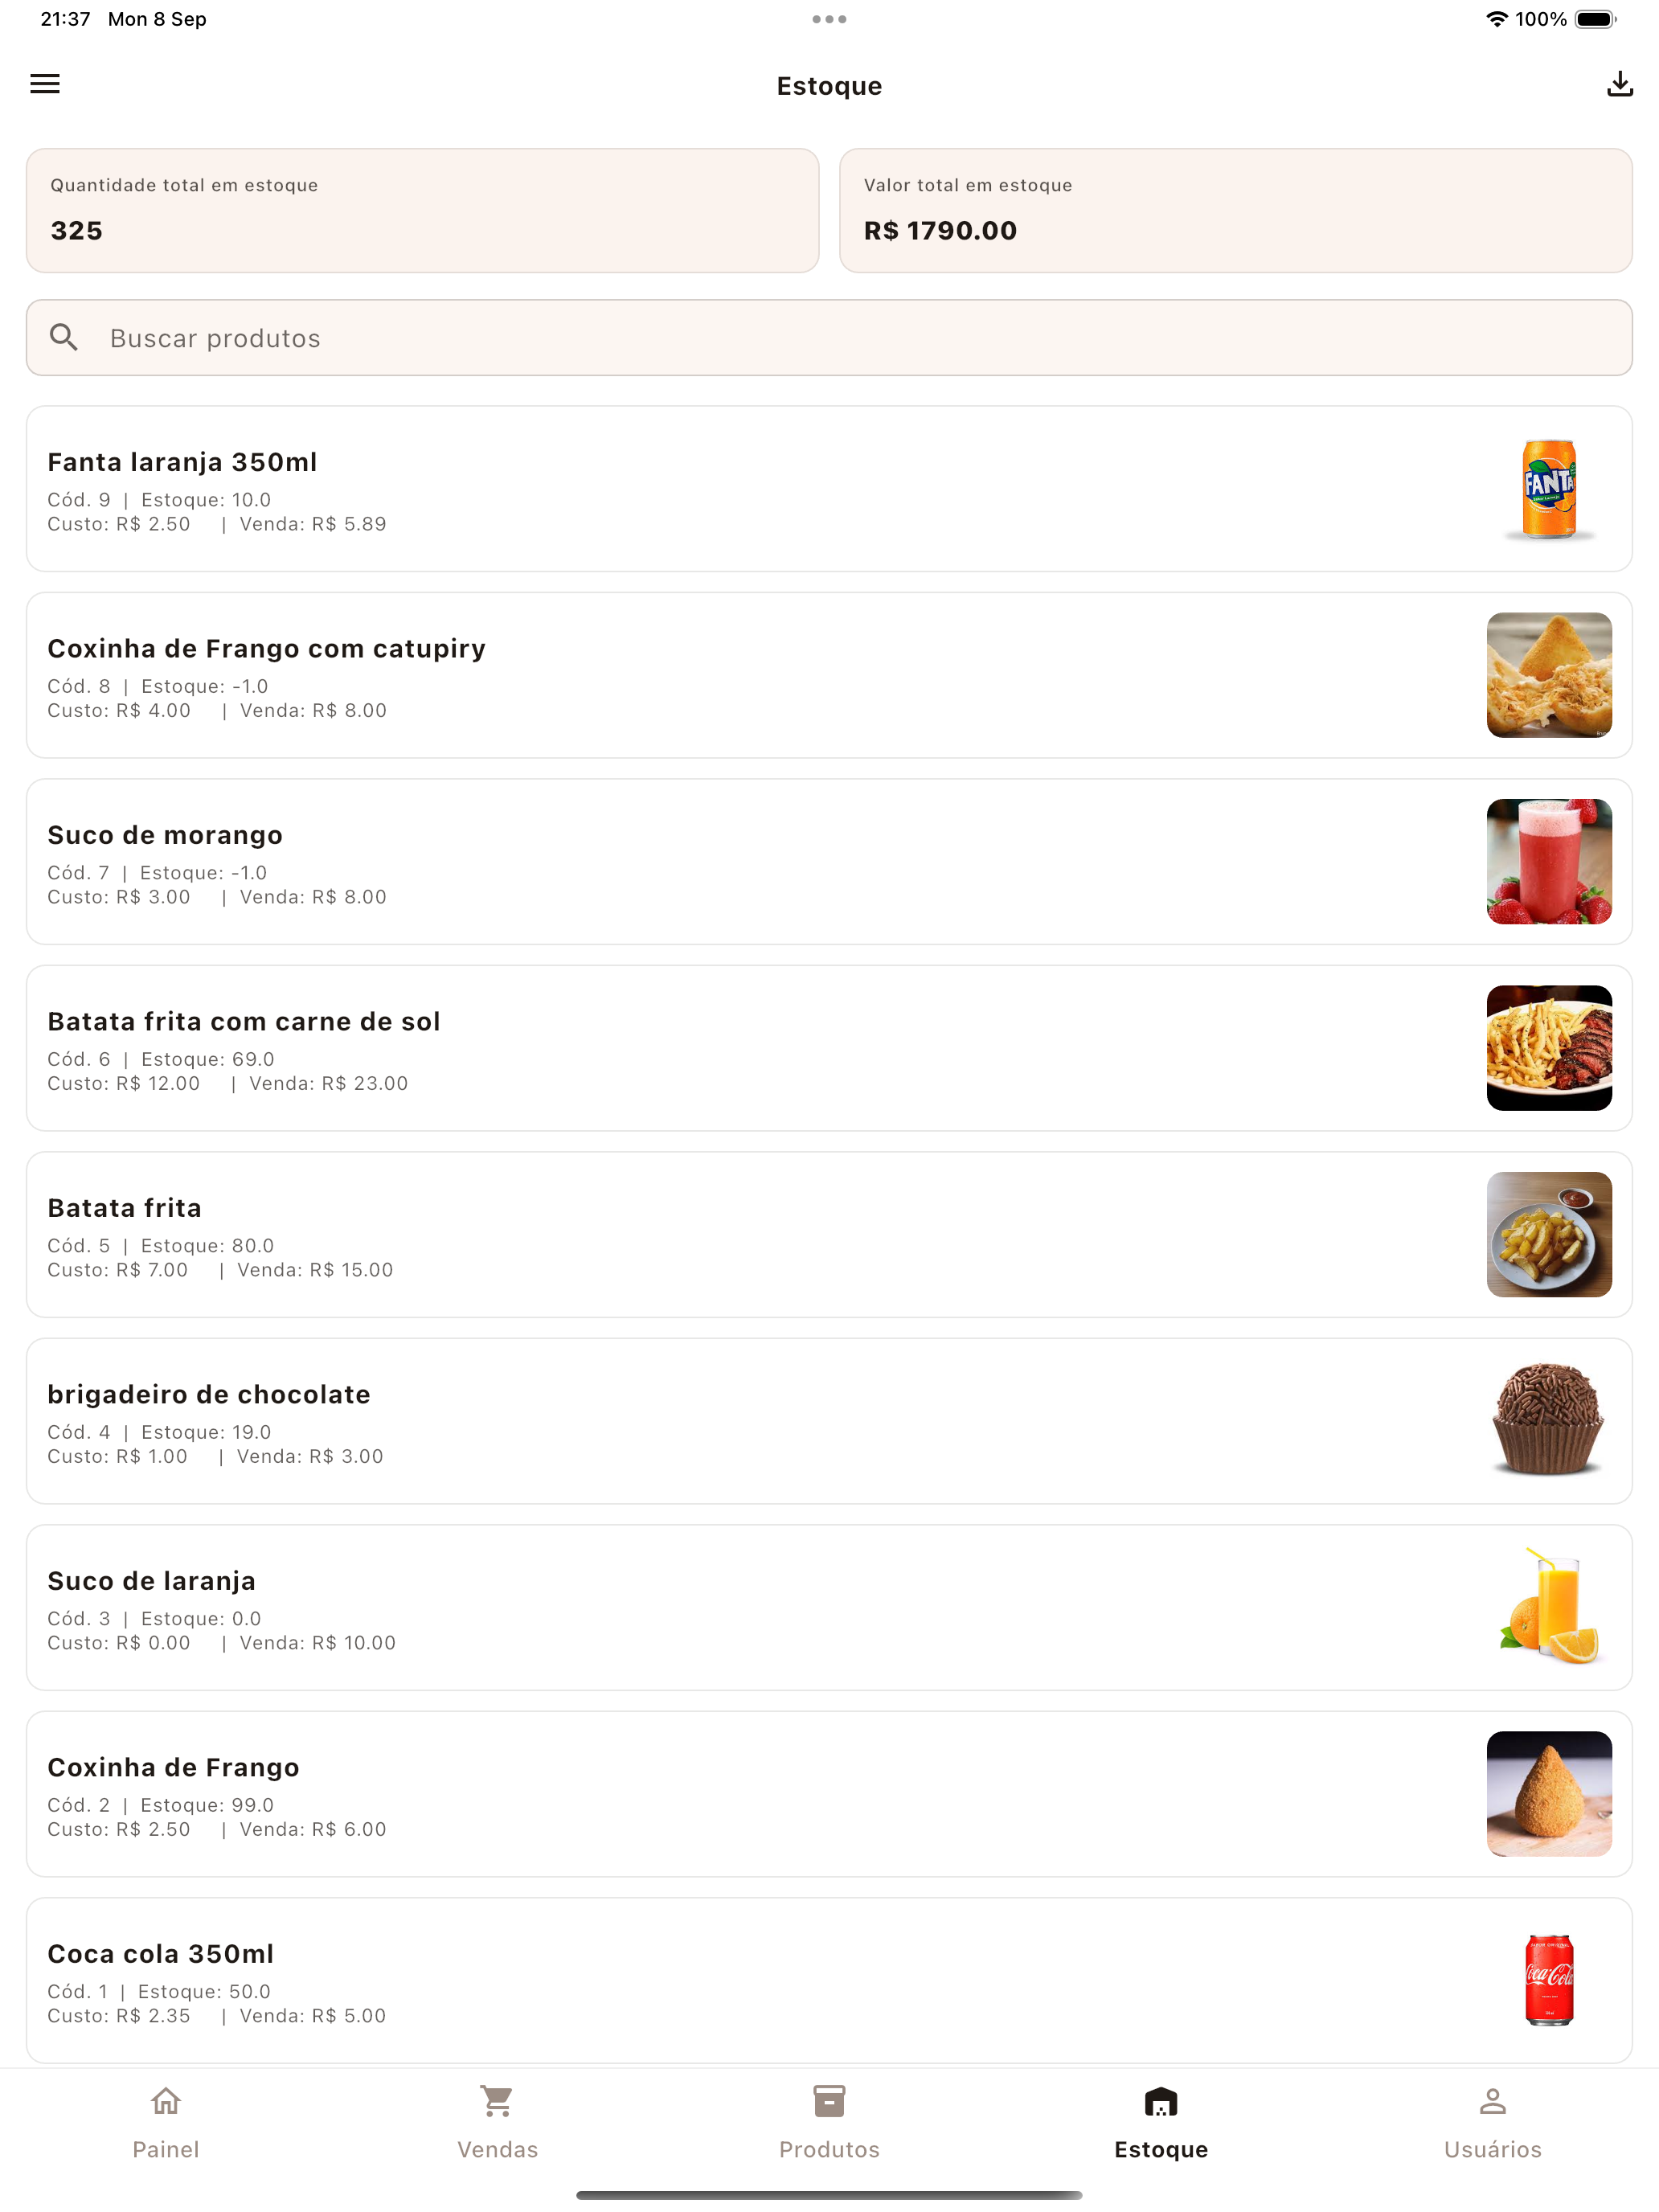 21:37 Mon 8 Sep
100%
Estoque
Quantidade total em estoque
325
Valor total em estoque
R$ 1790.00
Buscar produtos
Fanta laranja 350ml
Cód. 9 | Estoque: 10.0
Custo: R$ 2.50 | Venda: R$ 5.89
FANTA
Coxinha de Frango com catupiry
Cód. 8 | Estoque: -1.0
Custo: R$ 4.00 | Venda: R$ 8.00
Suco de morango
Cód. 7 | Estoque: -1.0
Custo: R$ 3.00 | Venda: R$ 8.00
Batata frita com carne de sol
Cód. 6 | Estoque: 69.0
Custo: R$ 12.00 | Venda: R$ 23.00
Batata frita
Cód. 5 | Estoque: 80.0
Custo: R$ 7.00 | Venda: R$ 15.00
brigadeiro de chocolate
Cód. 4 | Estoque: 19.0
Custo: R$ 1.00 | Venda: R$ 3.00
Suco de laranja
Cód. 3 | Estoque: 0.0
Custo: R$ 0.00 | Venda: R$ 10.00
Coxinha de Frango
Cód. 2 | Estoque: 99.0
Custo: R$ 2.50 | Venda: R$ 6.00
Coca cola 350ml
Cód. 1 | Estoque: 50.0
Custo: R$ 2.35 | Venda: R$ 5.00
Coca-Cola
Painel
Vendas
Produtos
Estoque
Usuários